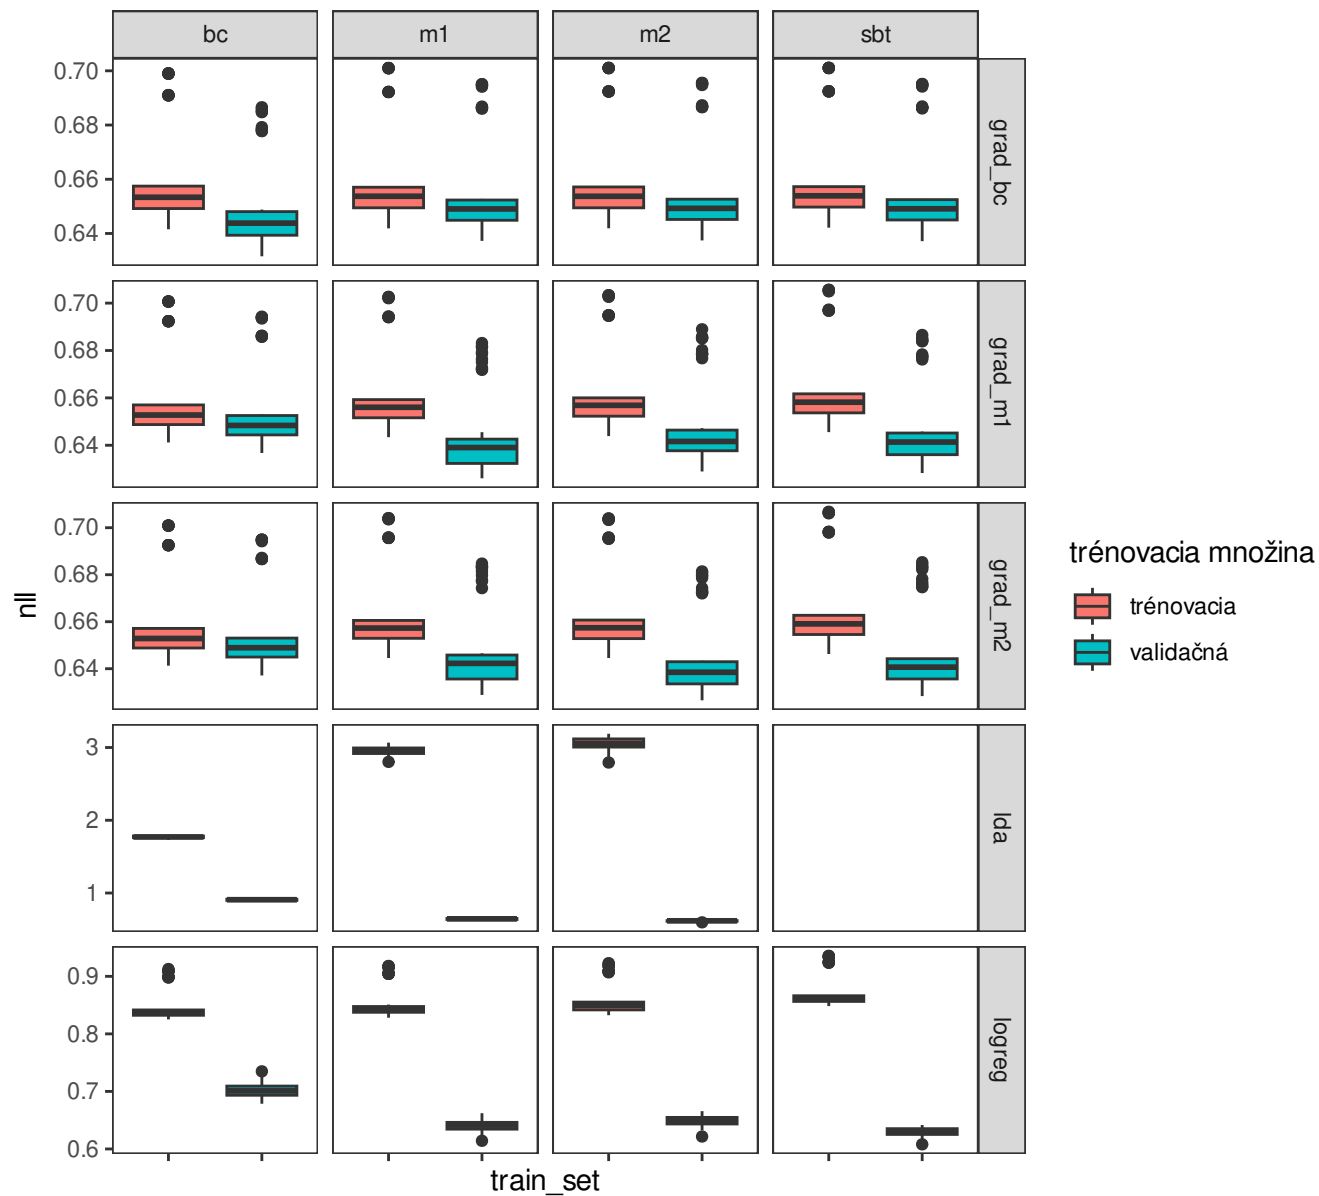 bc
m1
m2
sbt
0.70
0.68
0.66
0.64
grad_bc
0.70
0.68
0.66
0.64
grad_m1
0.70
0.68
0.66
0.64
grad_m2
3
2
1
lda
0.9
0.8
0.7
0.6
logreg
nll
train_set
trénovacia množina
trénovacia
validačná